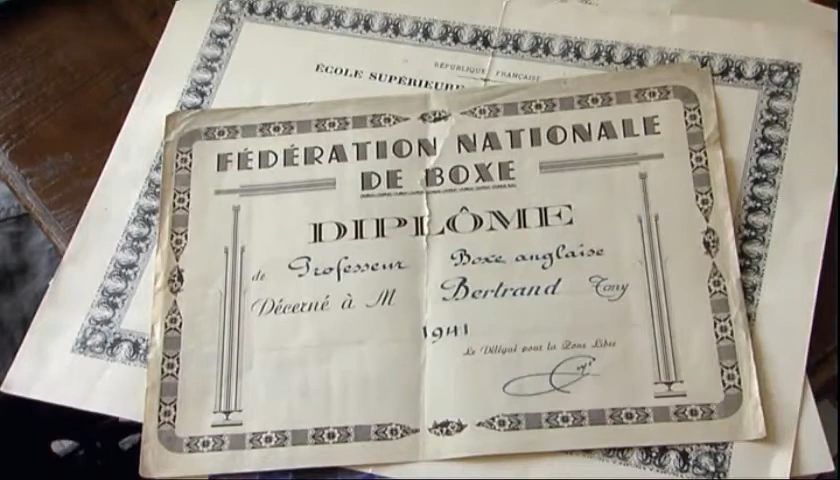 RÉPUBLIQUE FRANÇAISE
ÉCOLE SUPÉRIEURE
FÉDÉRATION NATIONALE
DE BOXE
DIPLÔME
de Professeur Boxe anglaise
Décerné à M Bertrand Tony
1941
Le Délégué pour la Zone Libre